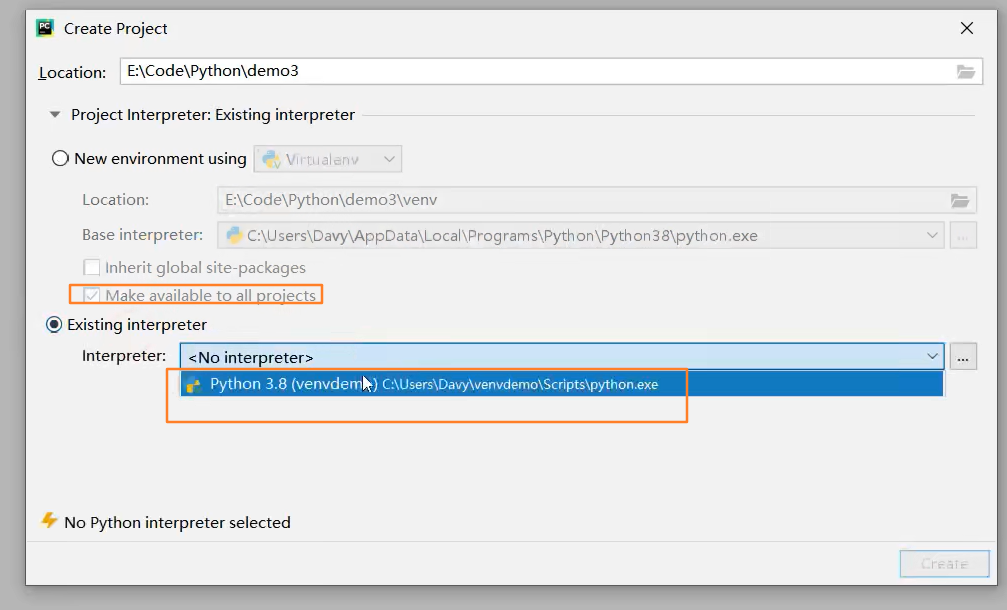 PC
Create Project
Location: E:\Code\Python\demo3
Project Interpreter: Existing interpreter
New environment using Virtualenv
Location: E:\Code\Python\demo3\venv
Base interpreter: C:\Users\Davy\AppData\Local\Programs\Python\Python38\python.exe ...
Inherit global site-packages
Make available to all projects
Existing interpreter
Interpreter: <No interpreter> ...
Python 3.8 (venvdemo) C:\Users\Davy\venvdemo\Scripts\python.exe
No Python interpreter selected
Create